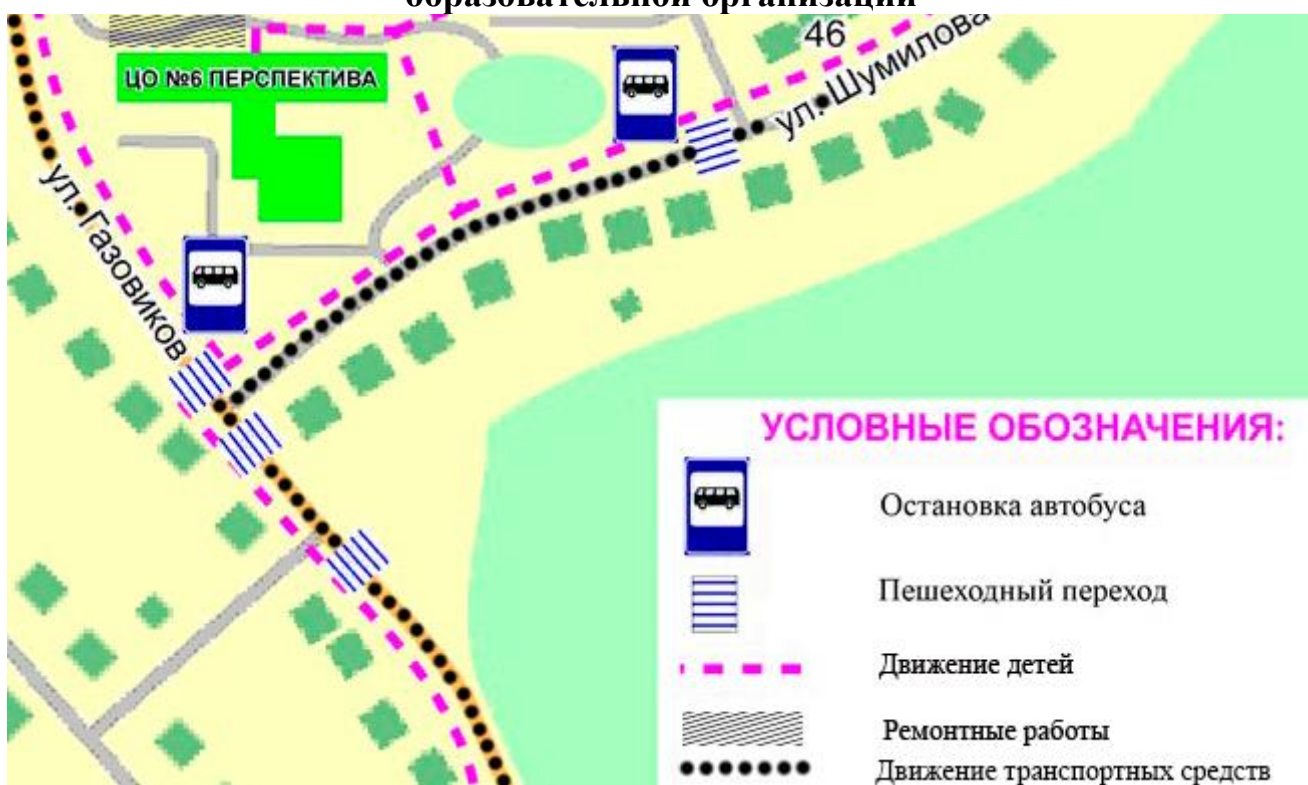 образовательной организации
46
ЦО №6 ПЕРСПЕКТИВА
ул. Шумилова
ул. Газовиков
УСЛОВНЫЕ ОБОЗНАЧЕНИЯ:
Остановка автобуса
Пешеходный переход
Движение детей
Ремонтные работы
Движение транспортных средств